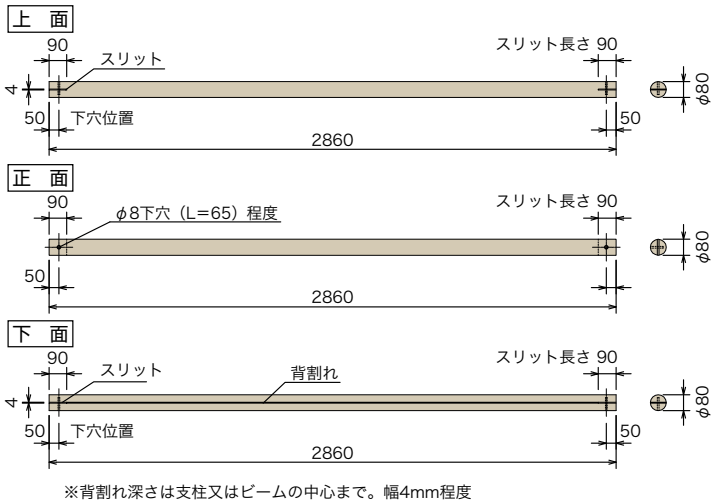 上 面
90
スリット
スリット長さ 90
4
φ80
50 下穴位置
50
2860
正 面
90
φ8下穴（L=65）程度
スリット長さ 90
φ80
50
2860
下 面
90
スリット
背割れ
スリット長さ 90
4
φ80
50 下穴位置
50
2860
※背割れ深さは支柱又はビームの中心まで。幅4mm程度